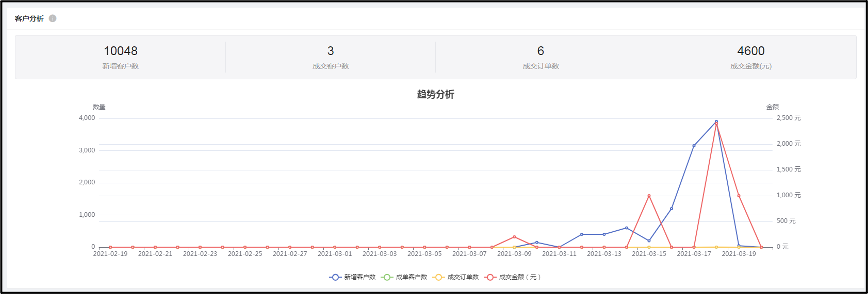 客户分析
10048 3 6 4600
新增客户数 成交客户数 成交订单数 成交金额(元)
趋势分析
数量 金额
4,000 2,500 元
3,000 2,000 元
2,000 1,500 元
1,000 1,000 元
0 500 元
0 元
2021-02-19 2021-02-21 2021-02-23 2021-02-25 2021-02-27 2021-03-01 2021-03-03 2021-03-05 2021-03-07 2021-03-09 2021-03-11 2021-03-13 2021-03-15 2021-03-17 2021-03-19
新增客户数 成单客户数 成交订单数 成交金额 ( 元 )